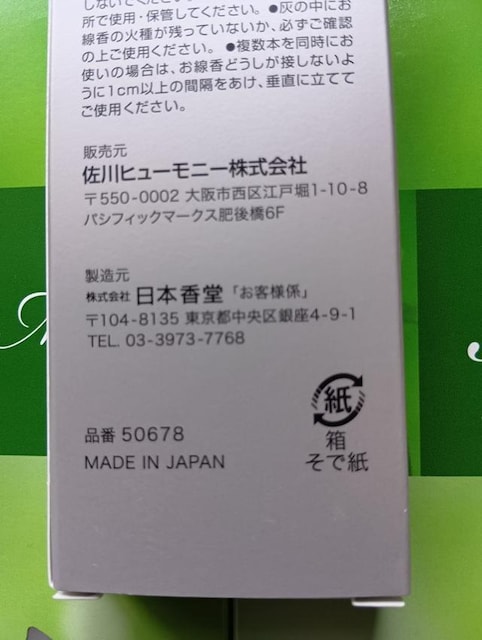 しないでください。
所で使用・保管してください。●灰の中にお
線香の火種が残っていないか、必ずご確認
の上ご使用ください。 ●複数本を同時にお
使いの場合は、お線香どうしが接しないよ
うに1cm以上の間隔をあけ、垂直に立てて
ご使用ください。
販売元
佐川ヒューモニー株式会社
〒550-0002 大阪市西区江戸堀1-10-8
パシフィックマークス肥後橋6F
製造元
株式会社 日本香堂「お客様係」
〒104-8135 東京都中央区銀座4-9-1
TEL. 03-3973-7768
紙
箱
そで紙
品番 50678
MADE IN JAPAN